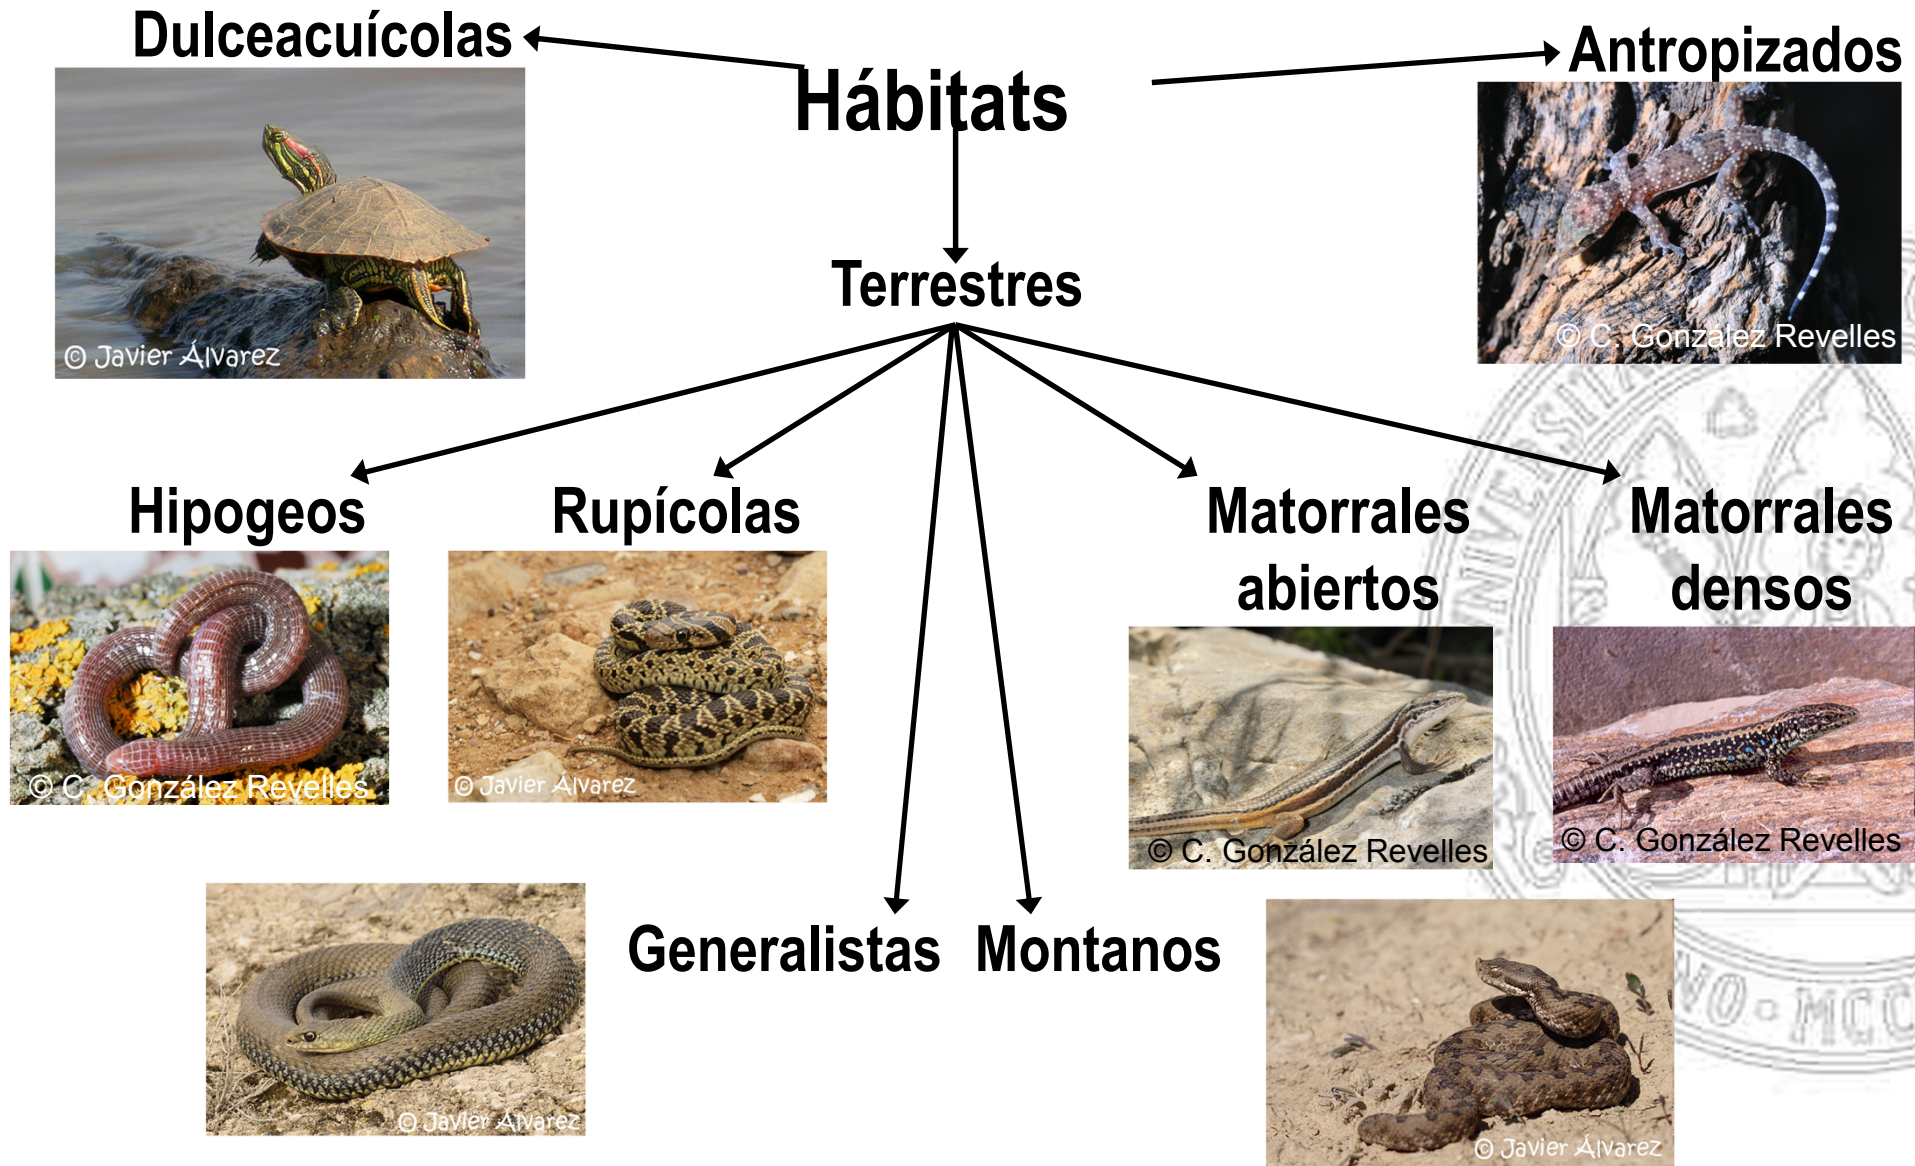 Dulceacuícolas
Hábitats
Antropizados
© Javier Álvarez
© C. González Revelles
Terrestres
Hipogeos
Rupícolas
Matorrales
abiertos
Matorrales
densos
© C. González Revelles
© Javier Álvarez
© C. González Revelles
© C. González Revelles
Generalistas
Montanos
© Javier Álvarez
© Javier Álvarez